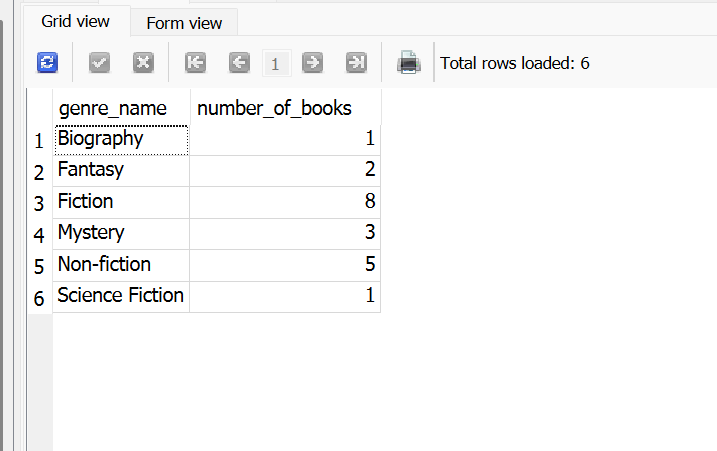 Grid view Form view
1 Total rows loaded: 6
genre_name number_of_books
1 Biography 1
2 Fantasy 2
3 Fiction 8
4 Mystery 3
5 Non-fiction 5
6 Science Fiction 1